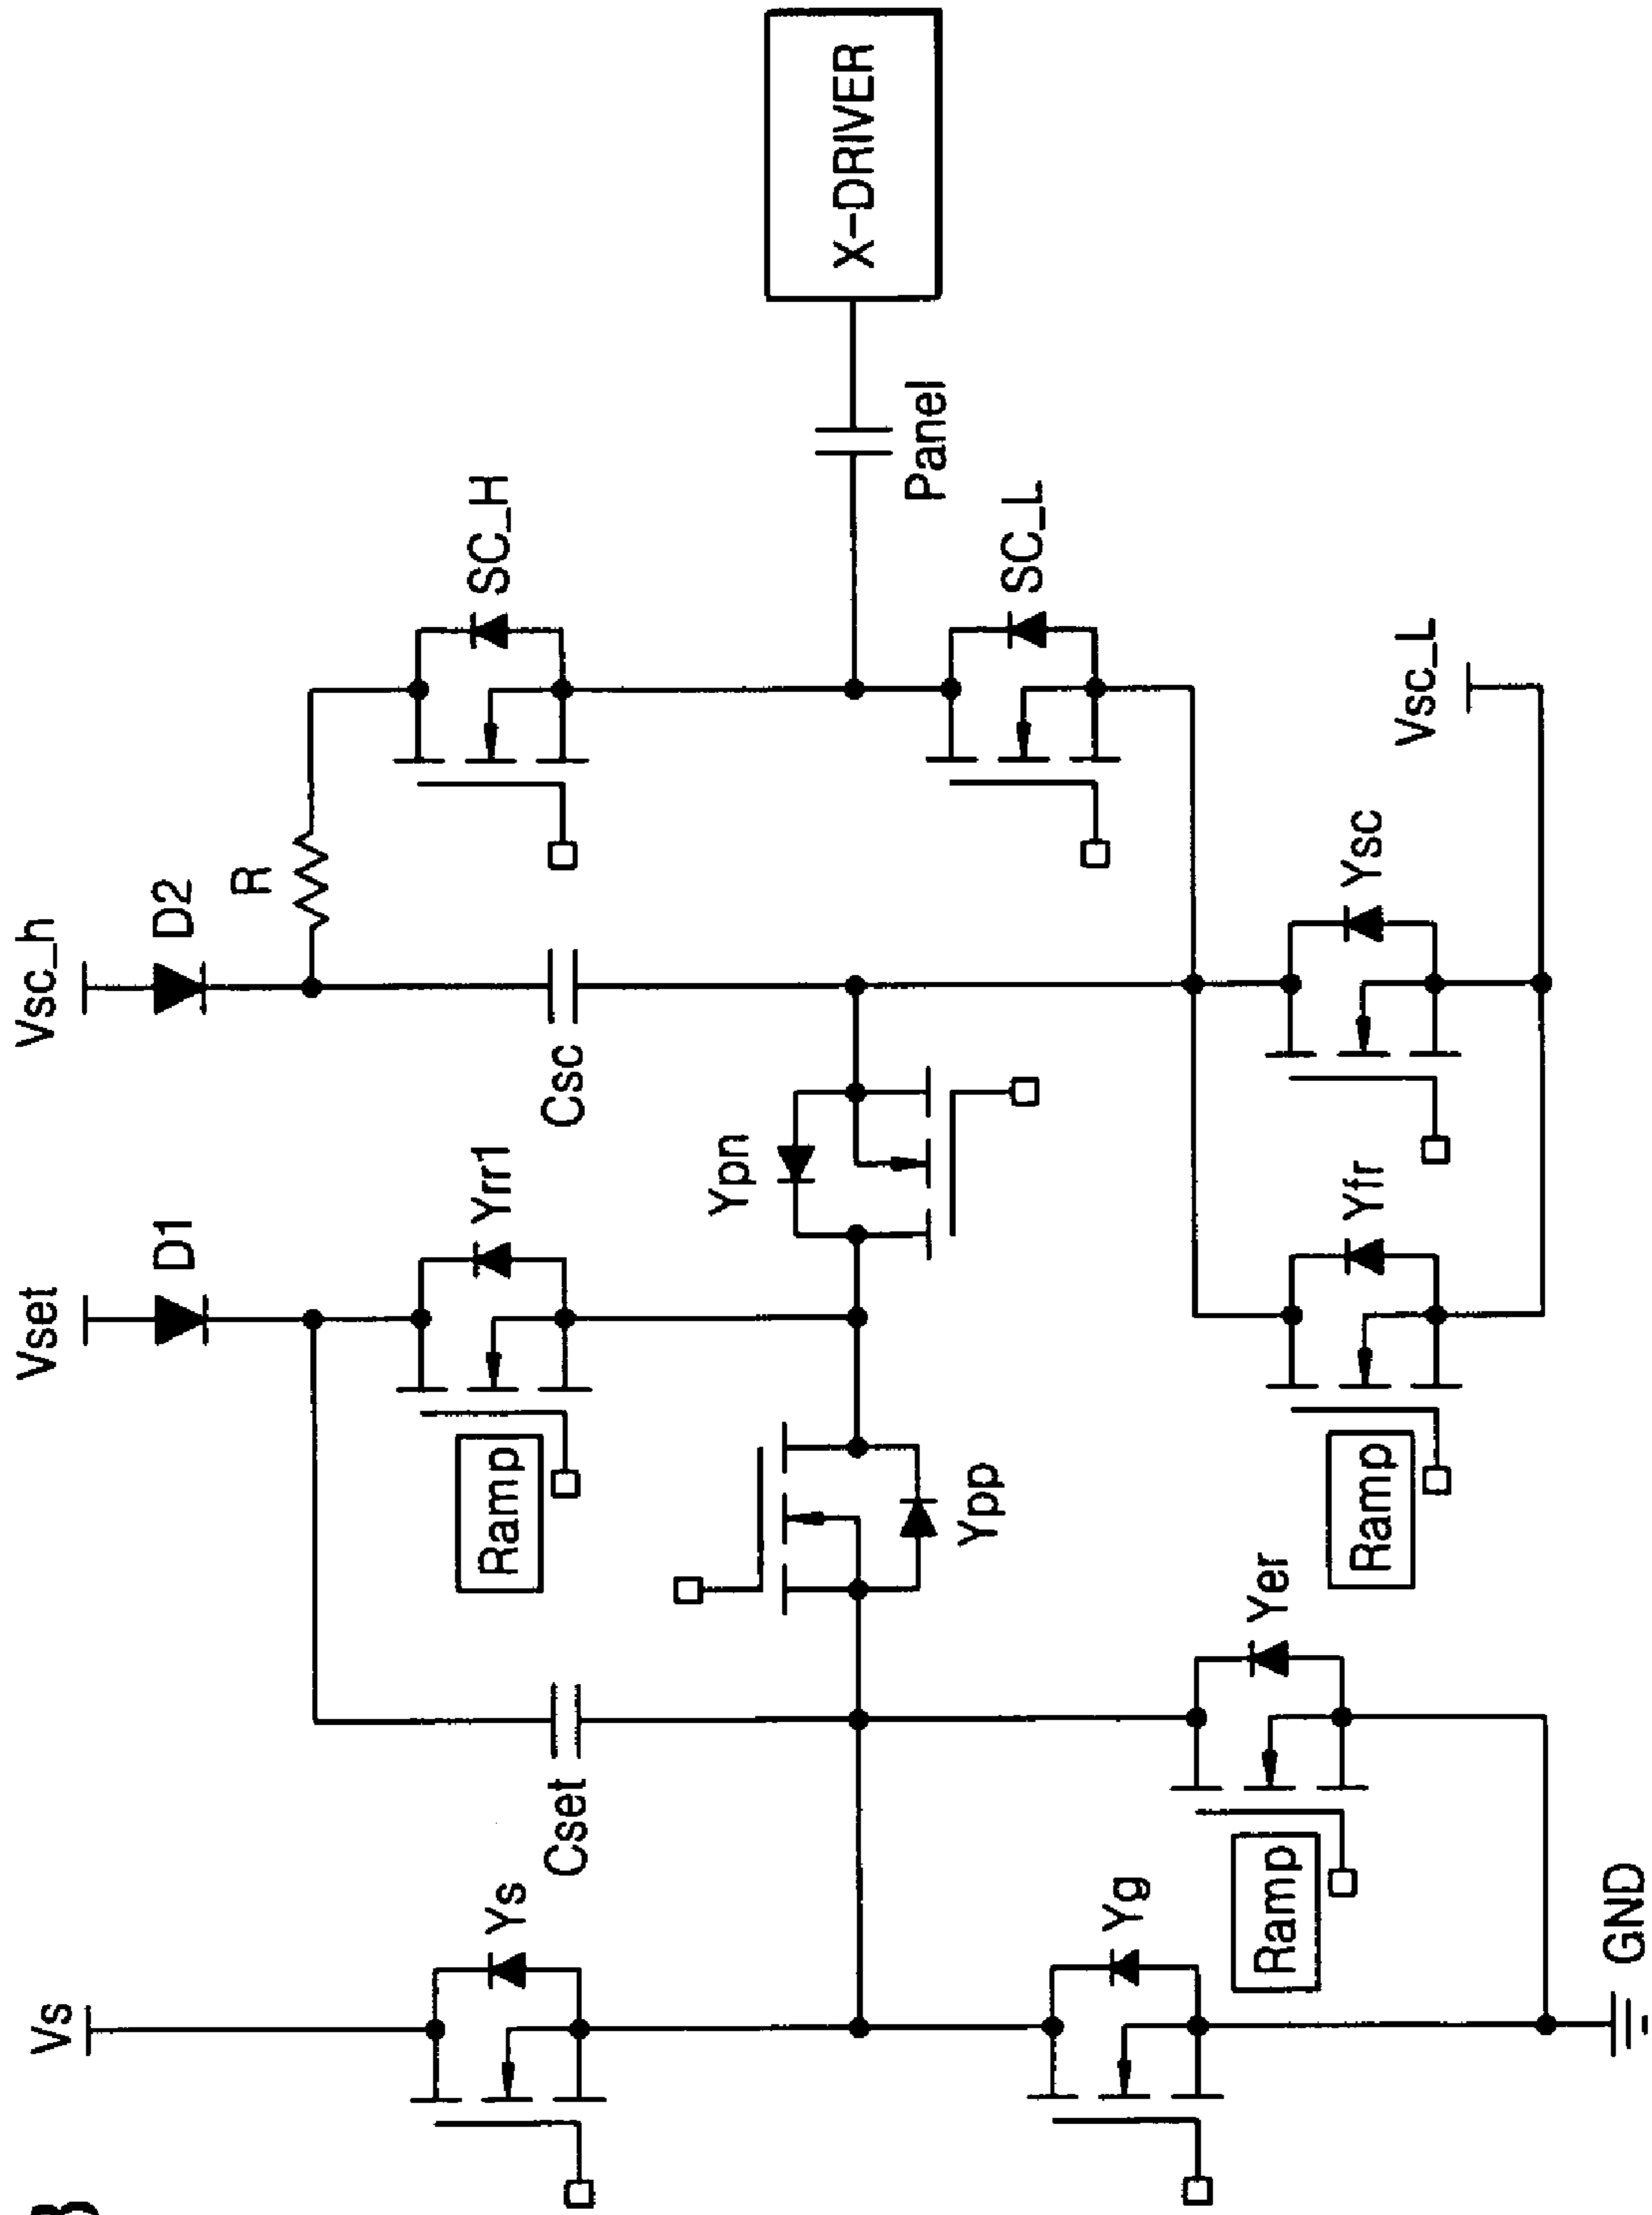 Vs
Vset
Vsc_h
D1
D2
R
Ys
Cset
Yrr1
Ramp
Csc
SC_H
Ypn
Ypp
Panel
X-DRIVER
SC_L
Yg
Yer
Ramp
Yfr
Ramp
Ysc
Vsc_L
GND